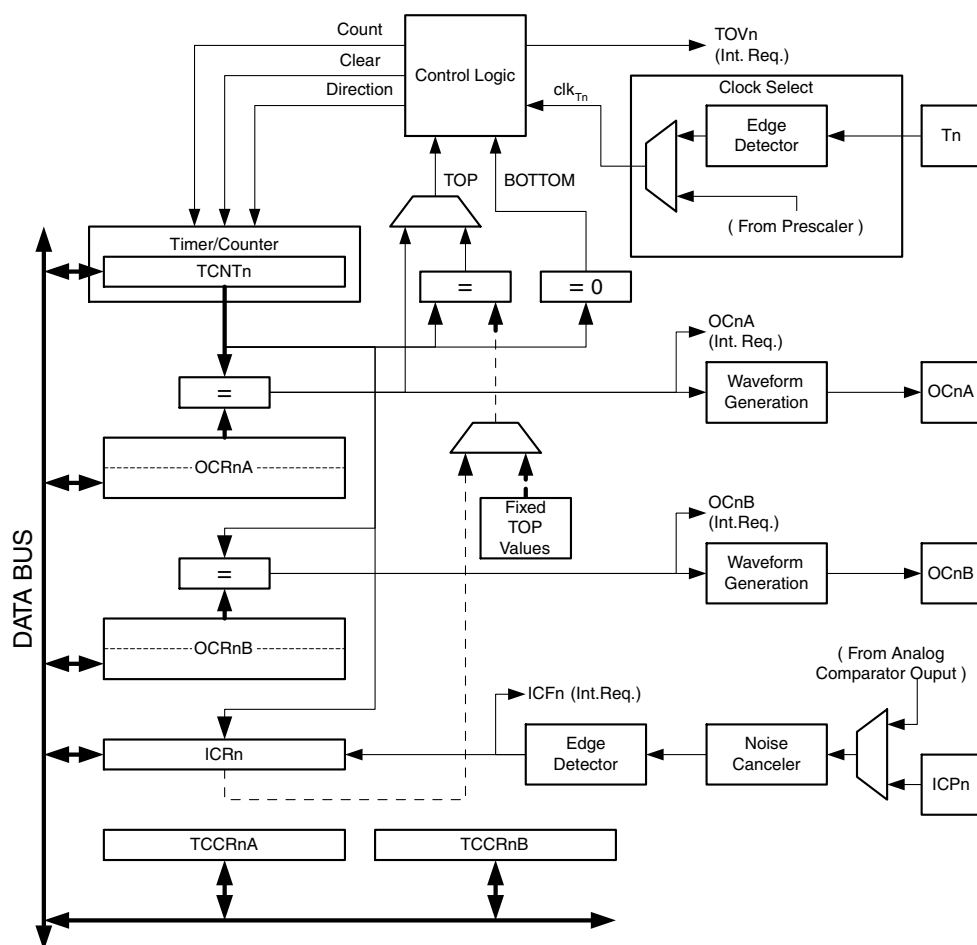 Count
Clear
Direction
Control Logic
TOVn
(Int. Req.)
clkTn
Clock Select
Edge
Detector
Tn
( From Prescaler )
TOP
BOTTOM
Timer/Counter
TCNTn
=
= 0
OCnA
(Int. Req.)
=
Waveform
Generation
OCnA
OCRnA
Fixed
TOP
Values
OCnB
(Int.Req.)
=
Waveform
Generation
OCnB
OCRnB
DATA BUS
( From Analog
Comparator Ouput )
ICFn (Int.Req.)
ICRn
Edge
Detector
Noise
Canceler
ICPn
TCCRnA
TCCRnB